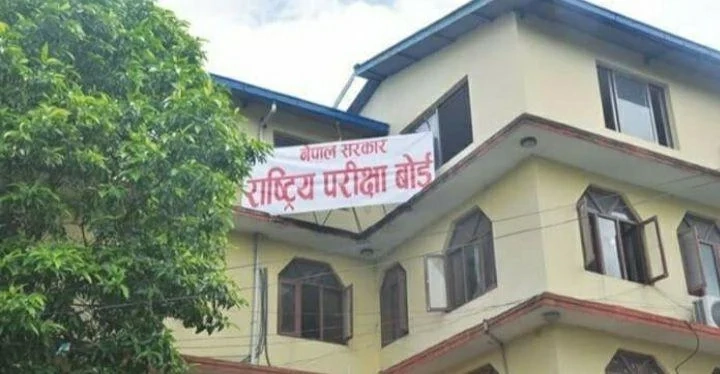 नेपाल सरकार
राष्ट्रिय परीक्षा बोर्ड